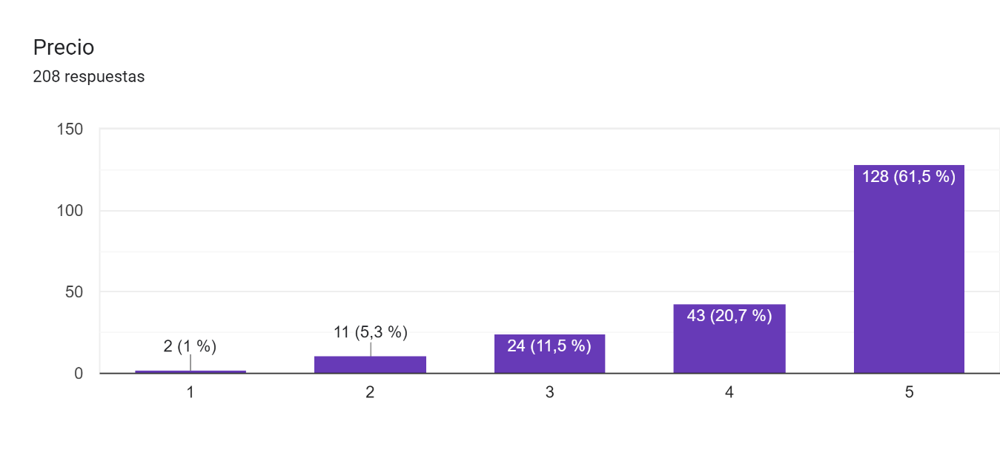 Precio
208 respuestas
150
100
50
0
2 (1 %)
11 (5,3 %)
24 (11,5 %)
43 (20,7 %)
128 (61,5 %)
1
2
3
4
5